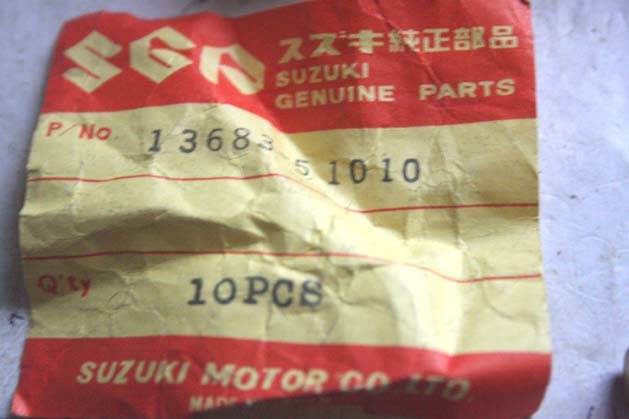 SGP スズキ純正部品
SUZUKI
GENUINE PARTS
P/No. 13683 51010
Q'ty 10PCS
SUZUKI MOTOR CO., LTD.
MADE